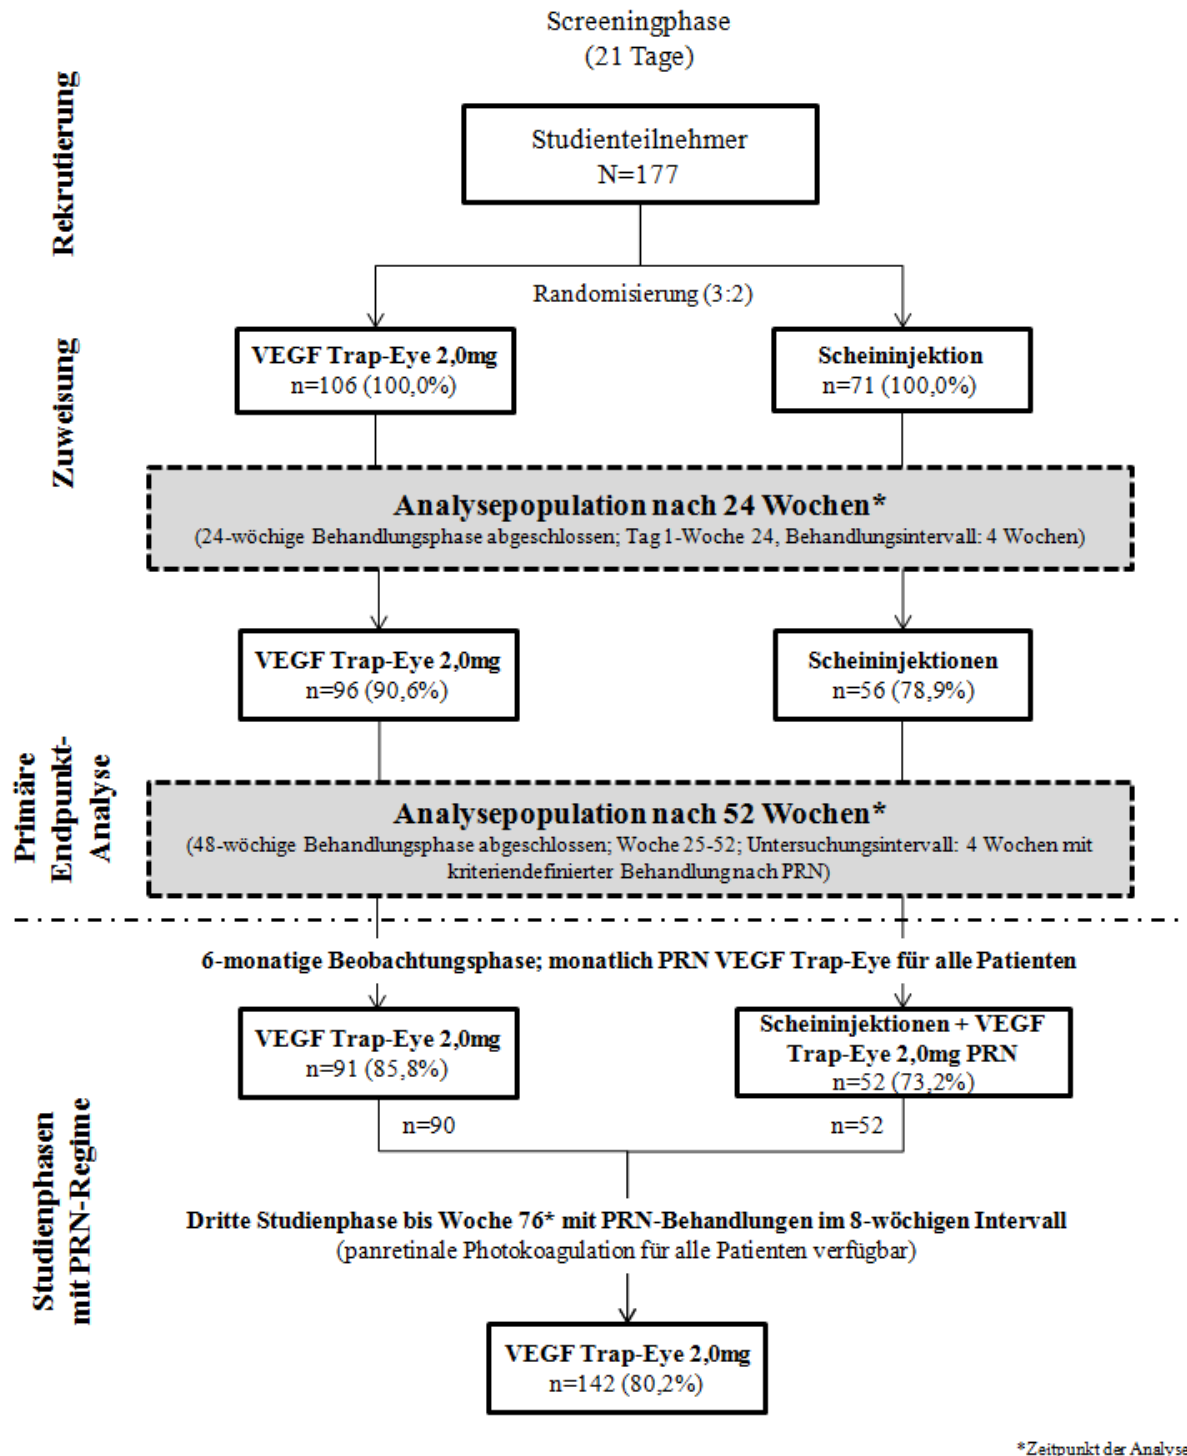 Screeningphase
(21 Tage)
Rekrutierung
Studienteilnehmer
N=177
Randomisierung (3:2)
Zuweisung
VEGF Trap-Eye 2,0mg
n=106 (100,0%)
Scheininjektion
n=71 (100,0%)
Analysepopulation nach 24 Wochen*
(24-wöchige Behandlungsphase abgeschlossen; Tag 1-Woche 24, Behandlungsintervall: 4 Wochen)
VEGF Trap-Eye 2,0mg
n=96 (90,6%)
Scheininjektionen
n=56 (78,9%)
Primäre
Endpunkt-
Analyse
Analysepopulation nach 52 Wochen*
(48-wöchige Behandlungsphase abgeschlossen; Woche 25-52; Untersuchungsintervall: 4 Wochen mit
kriteriendefinierter Behandlung nach PRN)
6-monatige Beobachtungsphase; monatlich PRN VEGF Trap-Eye für alle Patienten
VEGF Trap-Eye 2,0mg
n=91 (85,8%)
Scheininjektionen + VEGF
Trap-Eye 2,0mg PRN
n=52 (73,2%)
n=90
n=52
Studienphasen
mit PRN-Regime
Dritte Studienphase bis Woche 76* mit PRN-Behandlungen im 8-wöchigen Intervall
(panretinale Photokoagulation für alle Patienten verfügbar)
VEGF Trap-Eye 2,0mg
n=142 (80,2%)
*Zeitpunkt der Analyse